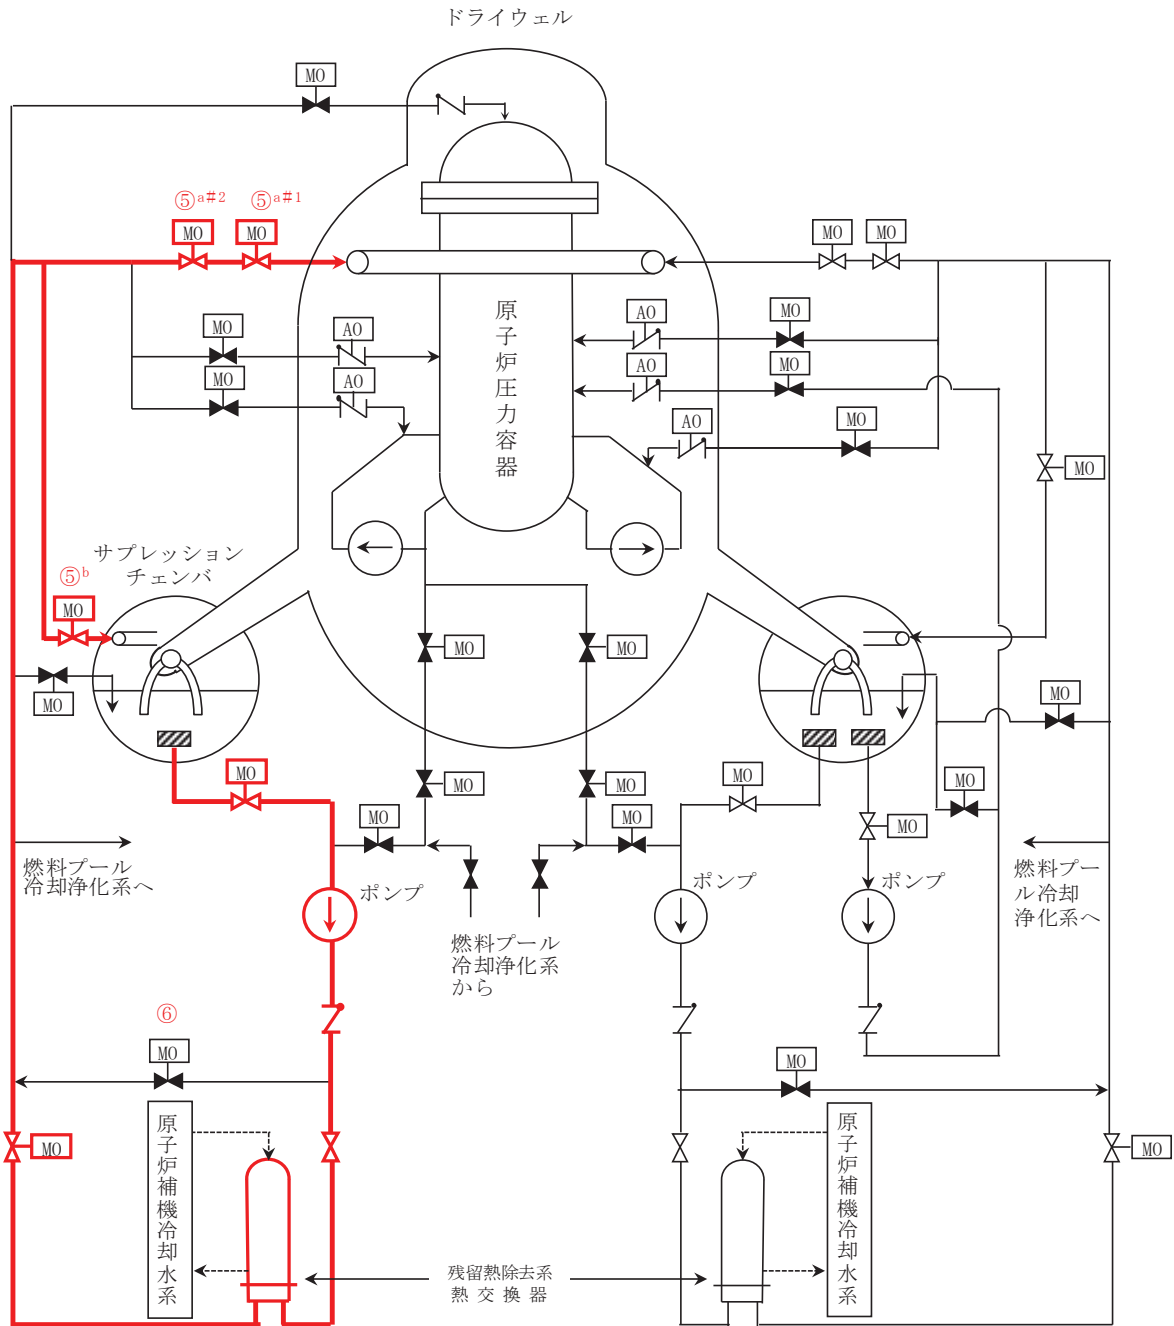 ドライウェル
MO
⑤a#2
⑤a#1
MO
MO
MO
MO
MO
AO
AO
MO
MO
AO
AO
MO
MO
AO
MO
MO
原子炉圧力容器
サプレッション
チェンバ
⑤b
MO
MO
MO
MO
MO
MO
MO
MO
MO
MO
MO
MO
MO
MO
燃料プール
冷却浄化系へ
ポンプ
ポンプ
ポンプ
燃料プール
冷却浄化系
から
燃料プー
ル冷却
浄化系へ
⑥
MO
MO
MO
MO
原子炉補機冷却水系
原子炉補機冷却水系
残留熱除去系
熱交換器